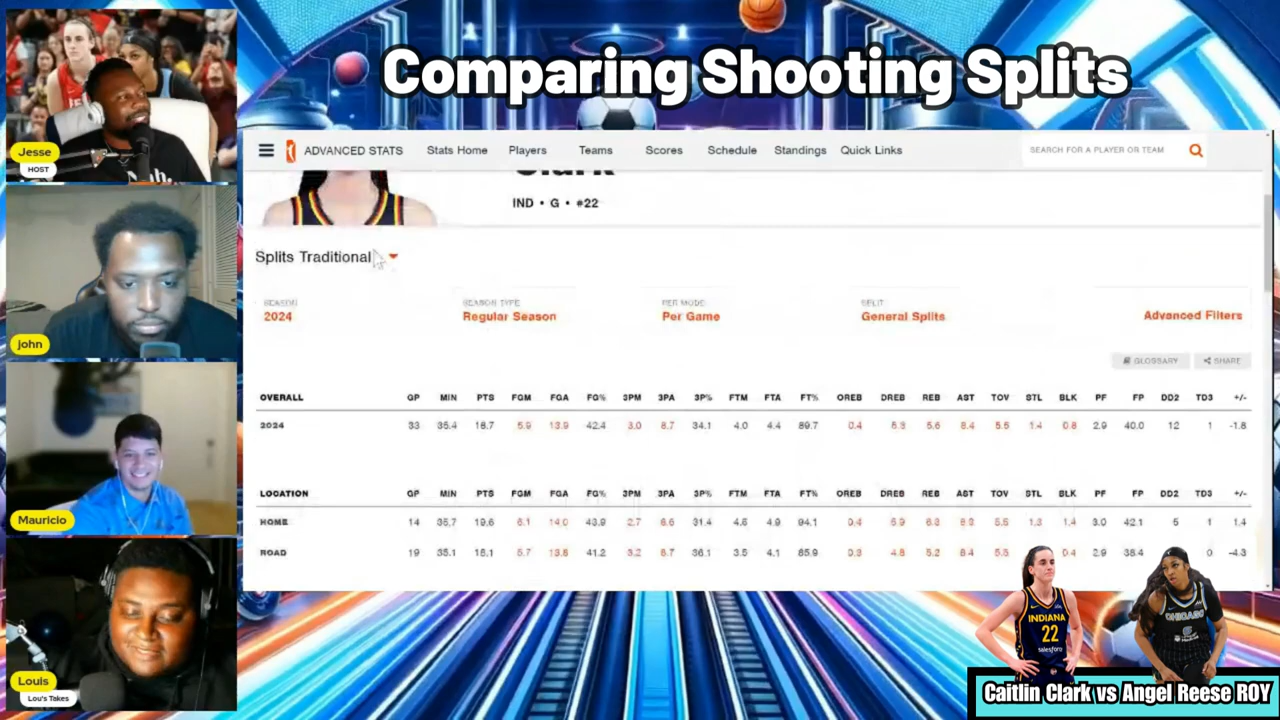 Comparing Shooting Splits
Jesse
HOST
john
Mauricio
Louis
Lou's Takes
ADVANCED STATS Stats Home Players Teams Scores Schedule Standings Quick Links SEARCH FOR A PLAYER OR TEAM
Clark
IND • G • #22
Splits Traditional
SEASON SEASON TYPE PER MODE SPLIT
2024 Regular Season Per Game General Splits Advanced Filters
GLOSSARY SHARE
OVERALL GP MIN PTS FGM FGA FG% 3PM 3PA 3P% FTM FTA FT% OREB DREB REB AST TOV STL BLK PF FP DD2 TD3 +/-
2024 33 35.4 18.7 5.9 13.9 42.4 3.0 8.7 34.1 4.0 4.4 89.7 0.4 5.3 5.6 8.4 5.5 1.4 0.8 2.9 40.0 12 1 -1.8
LOCATION GP MIN PTS FGM FGA FG% 3PM 3PA 3P% FTM FTA FT% OREB DREB REB AST TOV STL BLK PF FP DD2 TD3 +/-
HOME 14 35.7 19.6 6.1 14.0 43.9 2.7 8.6 31.4 4.6 4.9 94.1 0.4 5.9 6.3 5.5 1.3 1.4 3.0 42.1 5 1 1.4
ROAD 19 35.1 18.1 5.7 13.8 41.2 3.2 8.7 36.1 3.5 4.1 85.9 0.3 4.8 5.2 8.4 5.5 0.4 2.9 38.4 0 -4.3
INDIANA
22
salesforce
CHICAGO
6
Caitlin Clark vs Angel Reese ROY